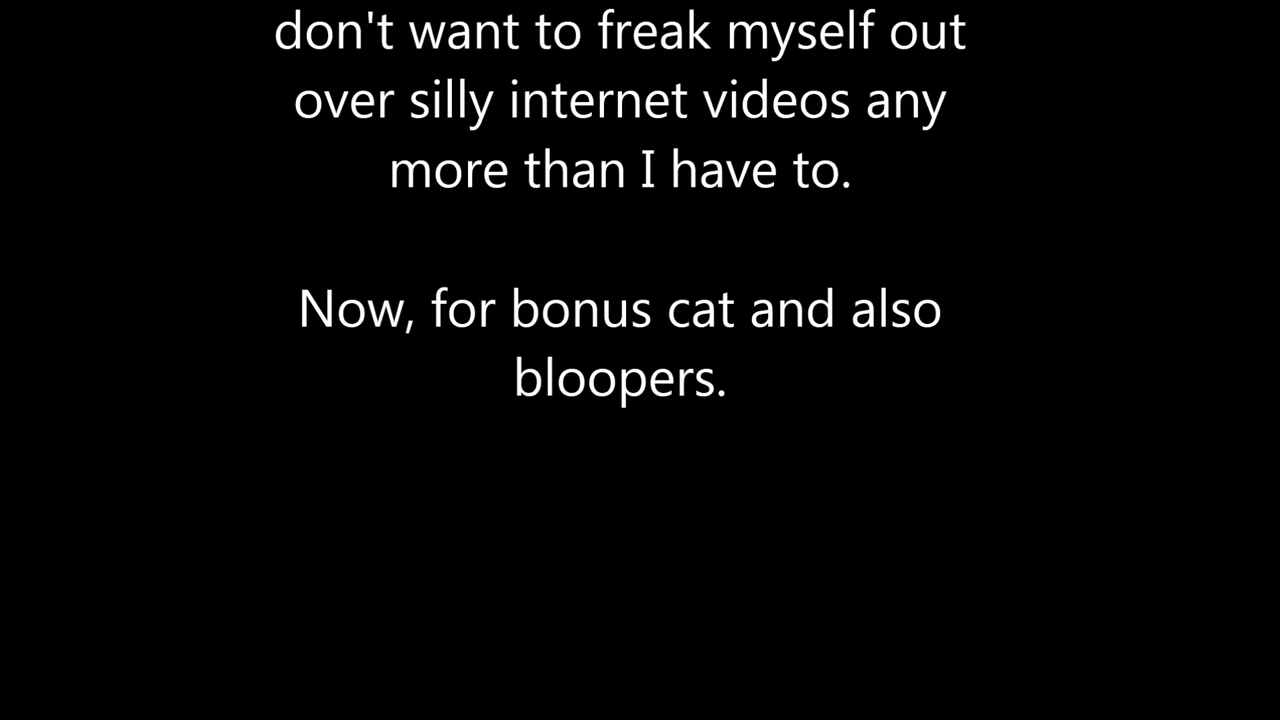 don't want to freak myself out
over silly internet videos any
more than I have to.
Now, for bonus cat and also
bloopers.